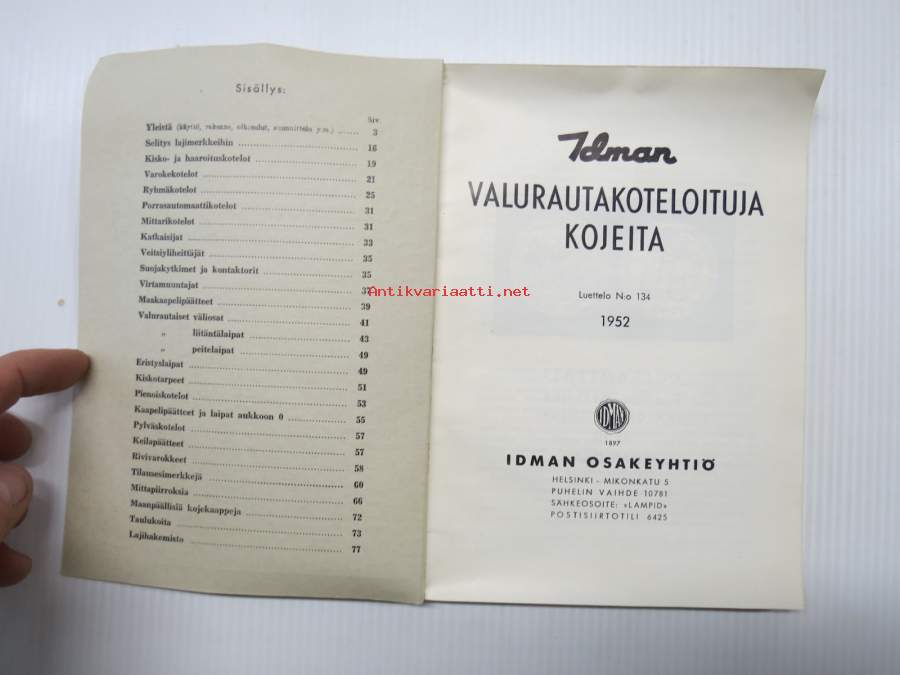 Sisällys:
Siv.
Yleistä (käyttö, rakenne, olkoudut, suunnittelu y.m.) ...... 3
Selitys lajimerkkeihin 16
Kisko- ja haaroituskotelot 19
Varokekotelot 21
Ryhmäkotelot 25
Porrasautomaattikotelot 31
Mittarikotelot 31
Katkaisijat 33
Veitsiyliheittäjät 35
Suojakytkimet ja kontaktorit 35
Virtamuuntajat 37
Maakaapelipäätteet 39
Valurautaiset väliosat 41
„ liitäntälaipat 43
„ peitelaipat 49
Eristyslaipat 49
Kiskotarpeet 51
Pienoiskotelot 53
Kaapelipäätteet ja laipat aukkoon 0 55
Pylväskotelot 57
Keilapäätteet 57
Rivivarokkeet 58
Tilausesimerkkejä 60
Mittapiirroksia 66
Maanpäällisiä kojekaappeja 72
Taulukoita 73
Lajihakemisto 77
Antikvariaatti.net
Idman
VALURAUTAKOTELOITUJA
KOJEITA
Luettelo N:o 134
1952
IDMAN
1897
IDMAN OSAKEYHTIÖ
HELSINKI - MIKONKATU 5
PUHELIN VAIHDE 10781
SÄHKEOSOITE: »LAMPID»
POSTISIIRTOTILI 6425